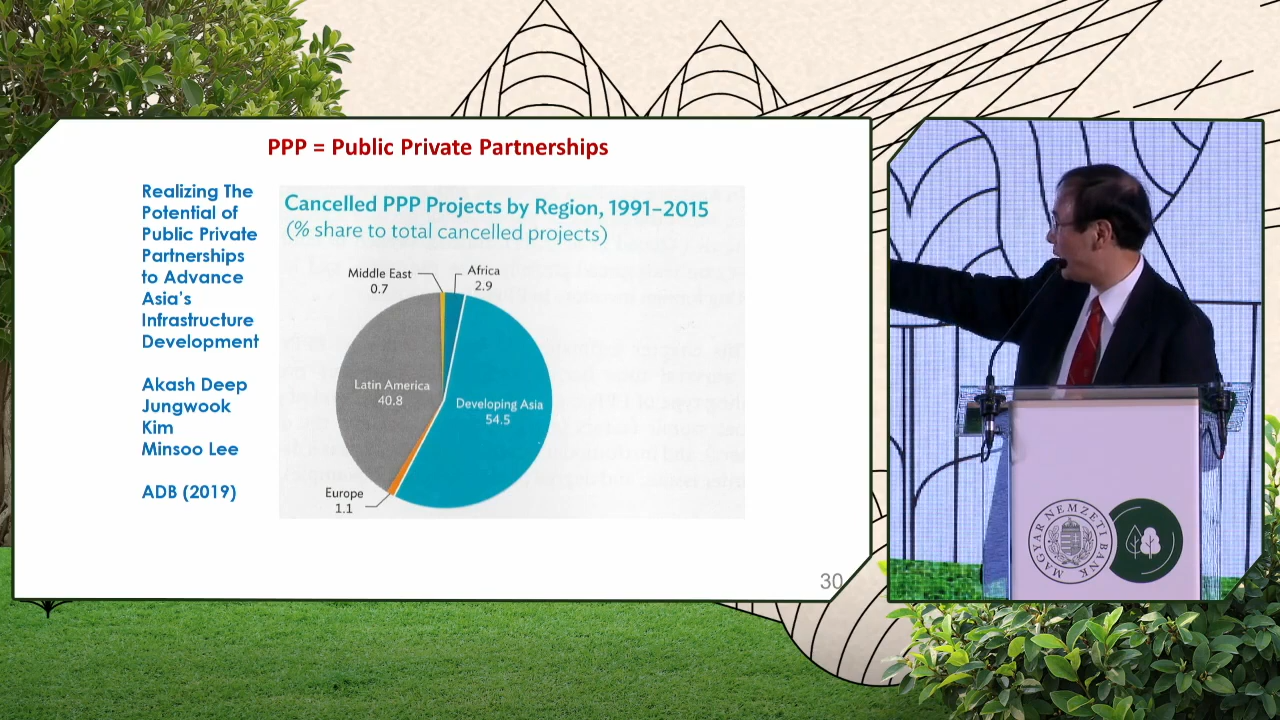 PPP = Public Private Partnerships
Realizing The
Potential of
Public Private
Partnerships
to Advance
Asia's
Infrastructure
Development
Akash Deep
Jungwook
Kim
Minsoo Lee
ADB (2019)
Cancelled PPP Projects by Region, 1991–2015
(% share to total cancelled projects)
Middle East
0.7
Africa
2.9
Latin America
40.8
Developing Asia
54.5
Europe
1.1
30
MAGYAR NEMZETI BANK